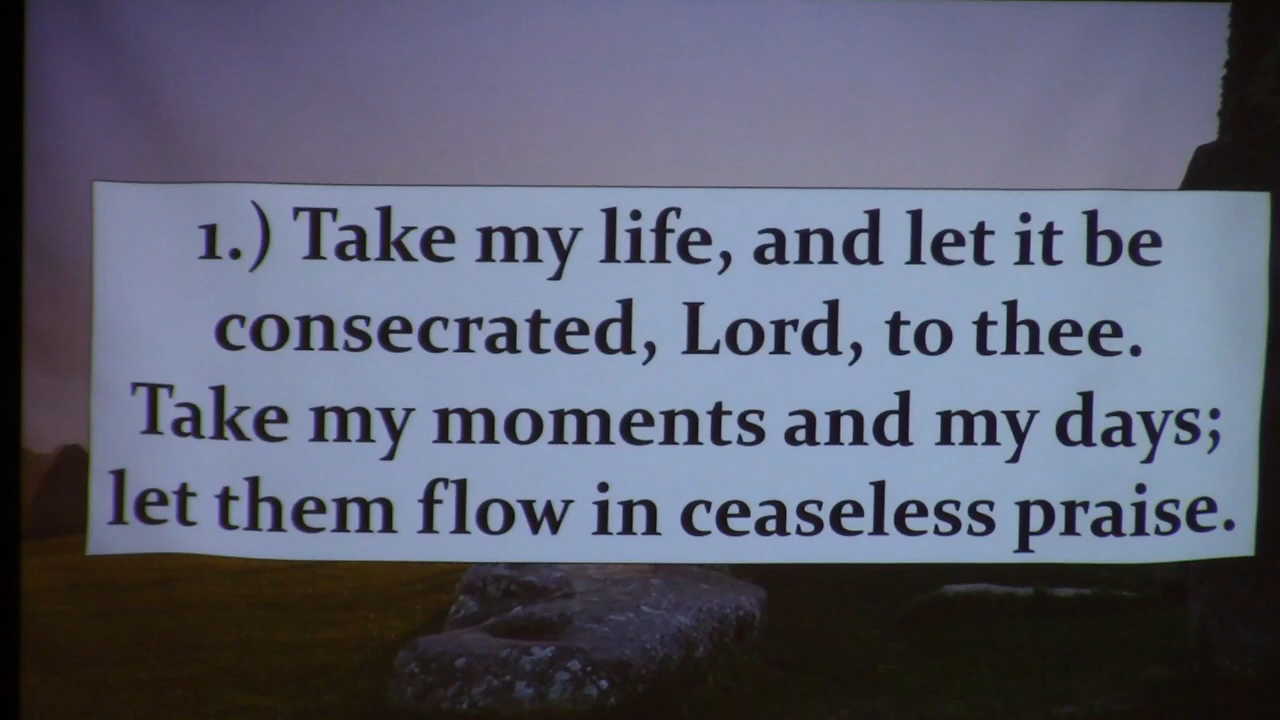 1.) Take my life, and let it be
consecrated, Lord, to thee.
Take my moments and my days;
let them flow in ceaseless praise.